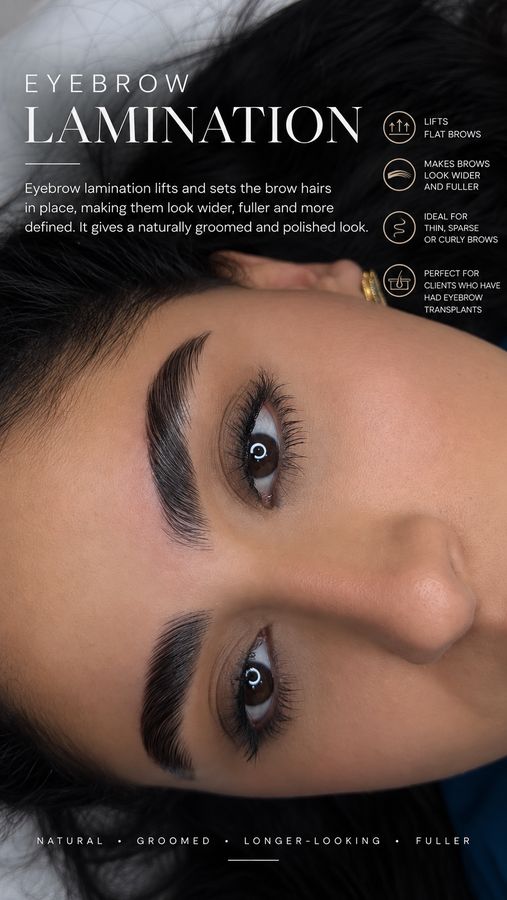 EYEBROW
LAMINATION
Eyebrow lamination lifts and sets the brow hairs
in place, making them look wider, fuller and more
defined. It gives a naturally groomed and polished look.
LIFTS
FLAT BROWS
MAKES BROWS
LOOK WIDER
AND FULLER
IDEAL FOR
THIN, SPARSE
OR CURLY BROWS
PERFECT FOR
CLIENTS WHO HAVE
HAD EYEBROW
TRANSPLANTS
NATURAL • GROOMED • LONGER-LOOKING • FULLER